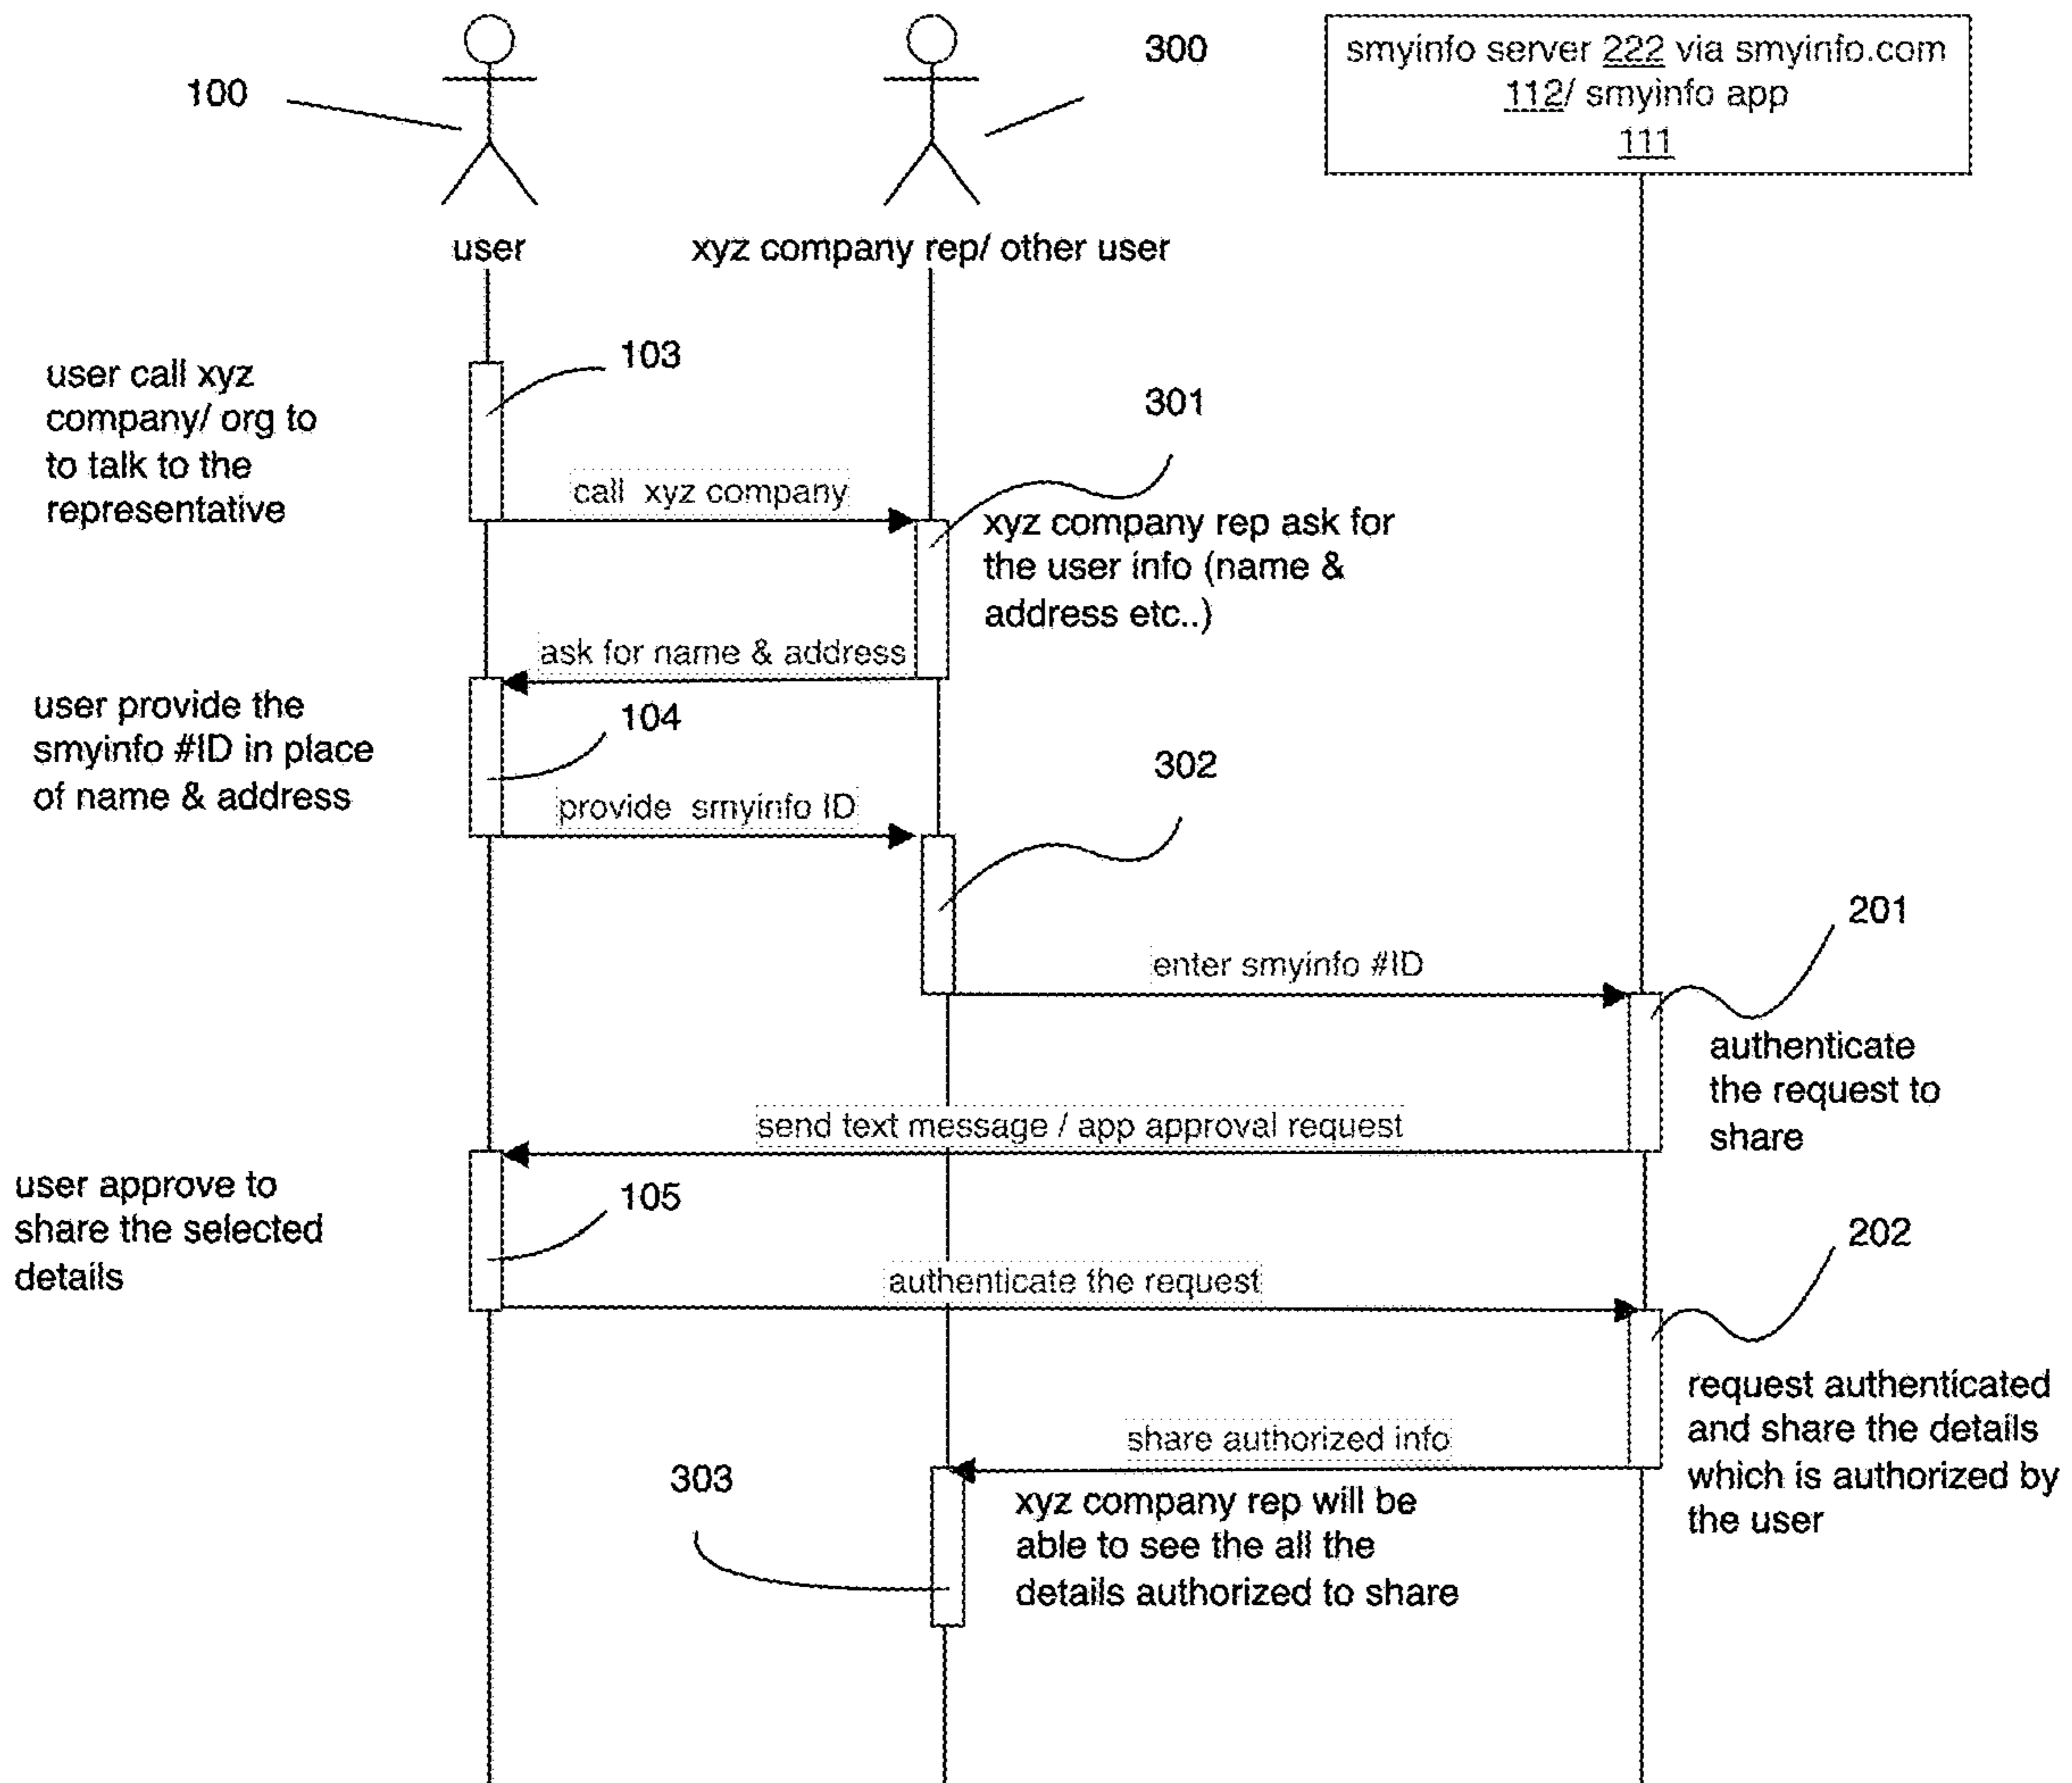 100
300
smyinfo server 222 via smyinfo.com
112/ smyinfo app
111
user
xyz company rep/ other user
103
user call xyz
company/ org to
to talk to the
representative
301
call xyz company
xyz company rep ask for
the user info (name &
address etc..)
ask for name & address
user provide the
smyinfo #ID in place
of name & address
104
302
provide smyinfo ID
201
enter smyinfo #ID
authenticate
the request to
share
send text message / app approval request
user approve to
share the selected
details
105
202
authenticate the request
request authenticated
and share the details
which is authorized by
the user
share authorized info
303
xyz company rep will be
able to see the all the
details authorized to share